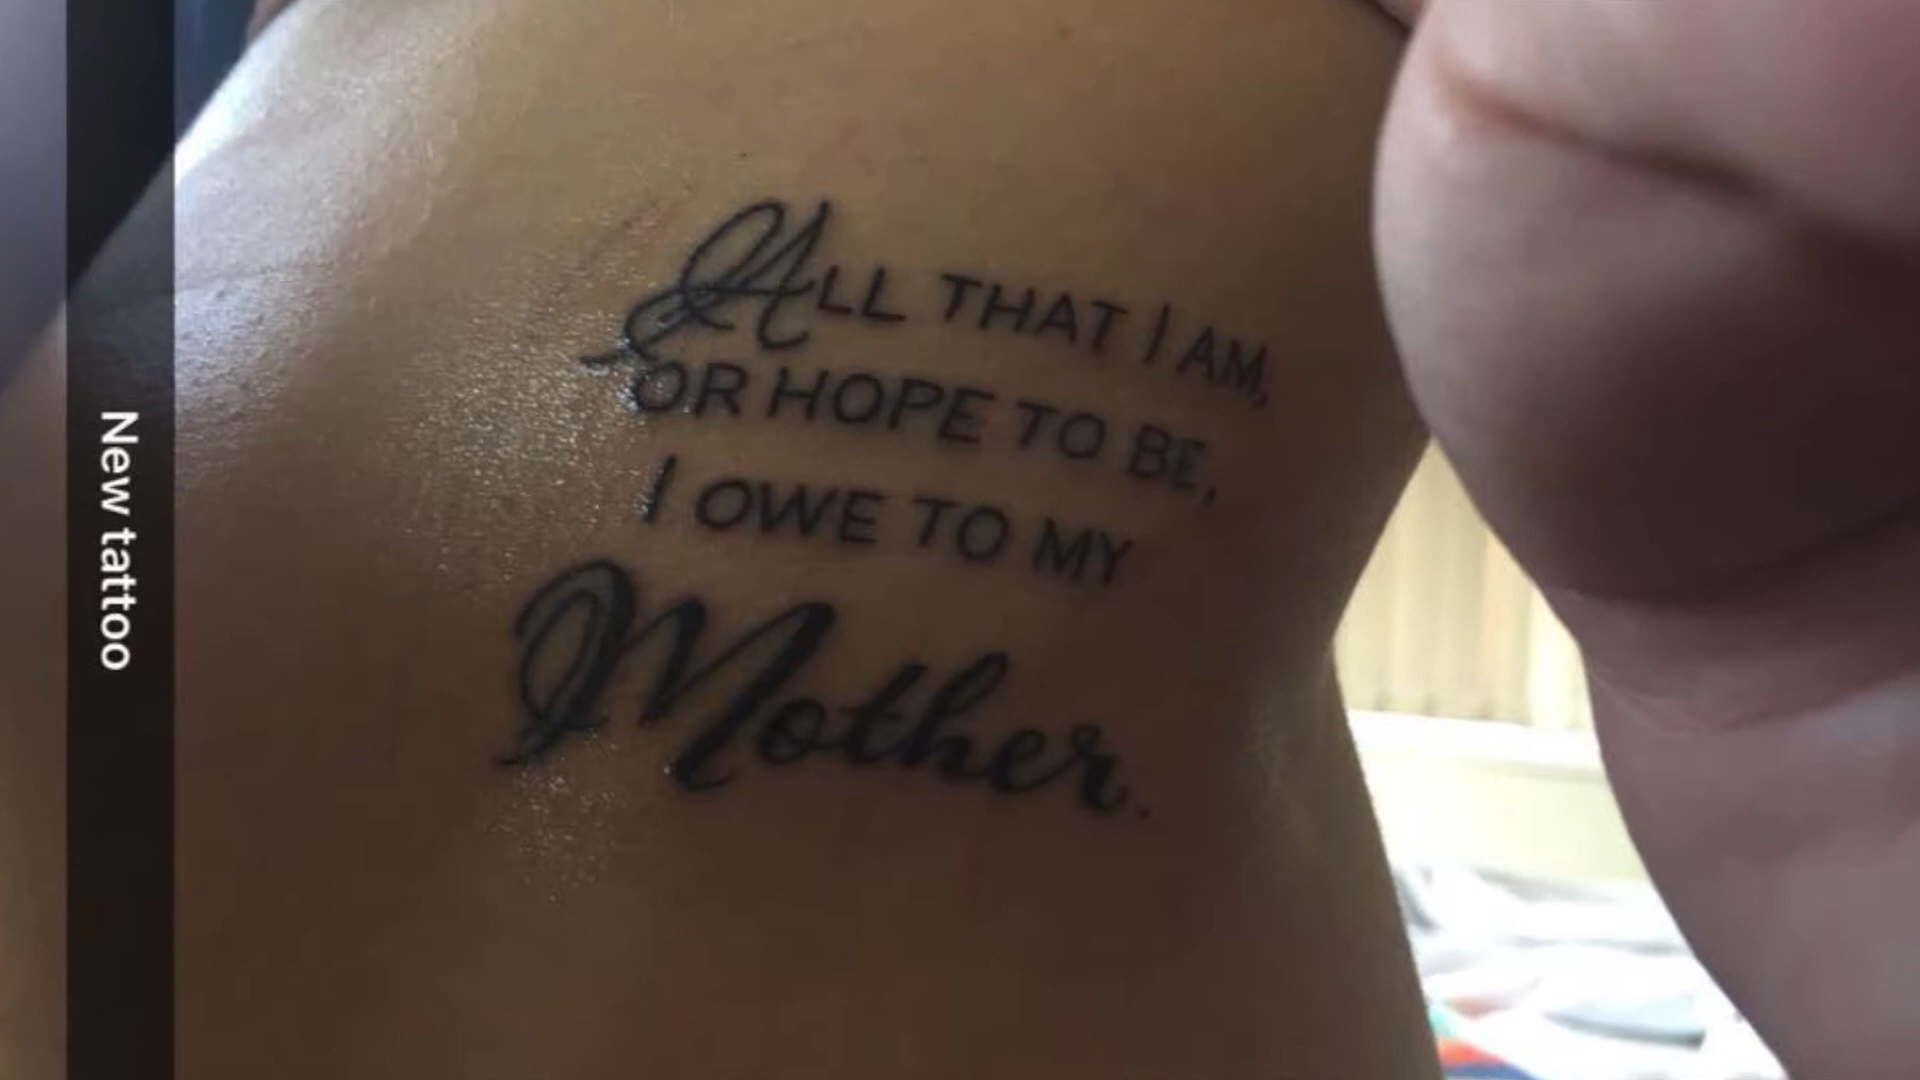 All that I am,
or hope to be,
I owe to my
Mother.
New tattoo